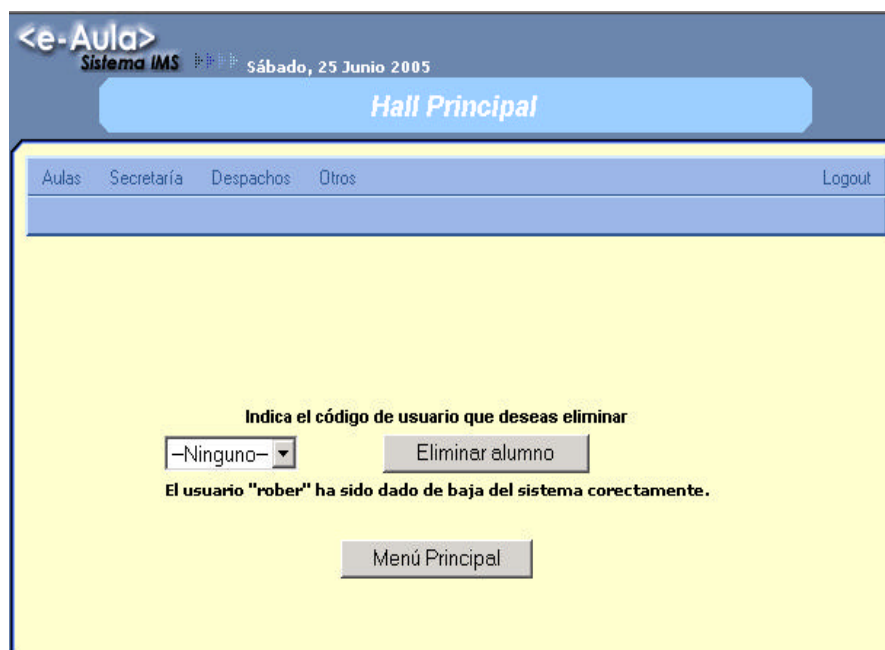 <e-Aula>
Sistema IMS Sábado, 25 Junio 2005
Hall Principal
Aulas Secretaría Despachos Otros Logout
Indica el código de usuario que deseas eliminar
–Ninguno– Eliminar alumno
El usuario "rober" ha sido dado de baja del sistema corectamente.
Menú Principal